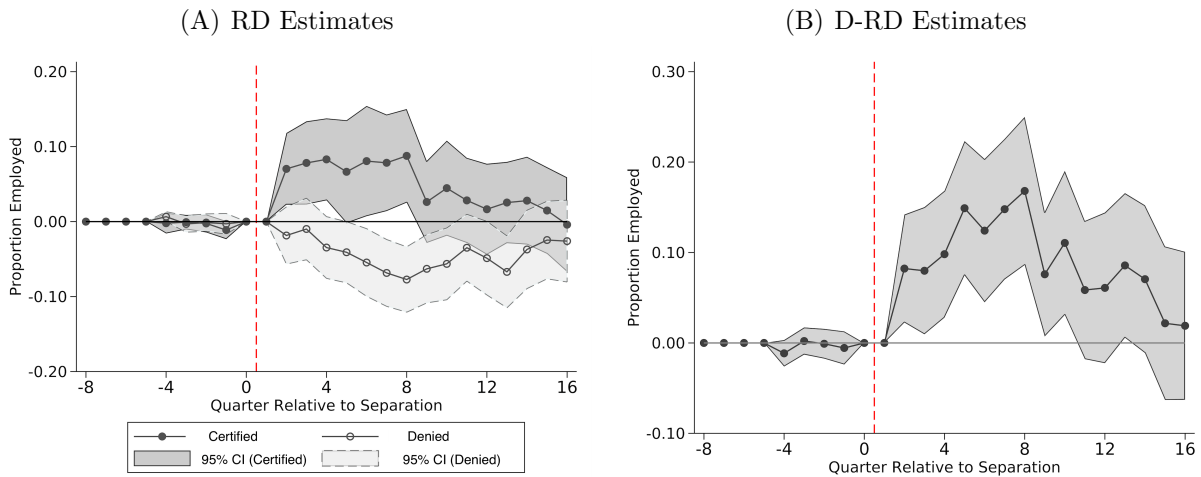 (A) RD Estimates
0.20
0.10
0.00
-0.10
-0.20
Proportion Employed
-8 -4 0 4 8 12 16
Quarter Relative to Separation
Certified Denied
95% CI (Certified) 95% CI (Denied)
(B) D-RD Estimates
0.30
0.20
0.10
0.00
-0.10
Proportion Employed
-8 -4 0 4 8 12 16
Quarter Relative to Separation